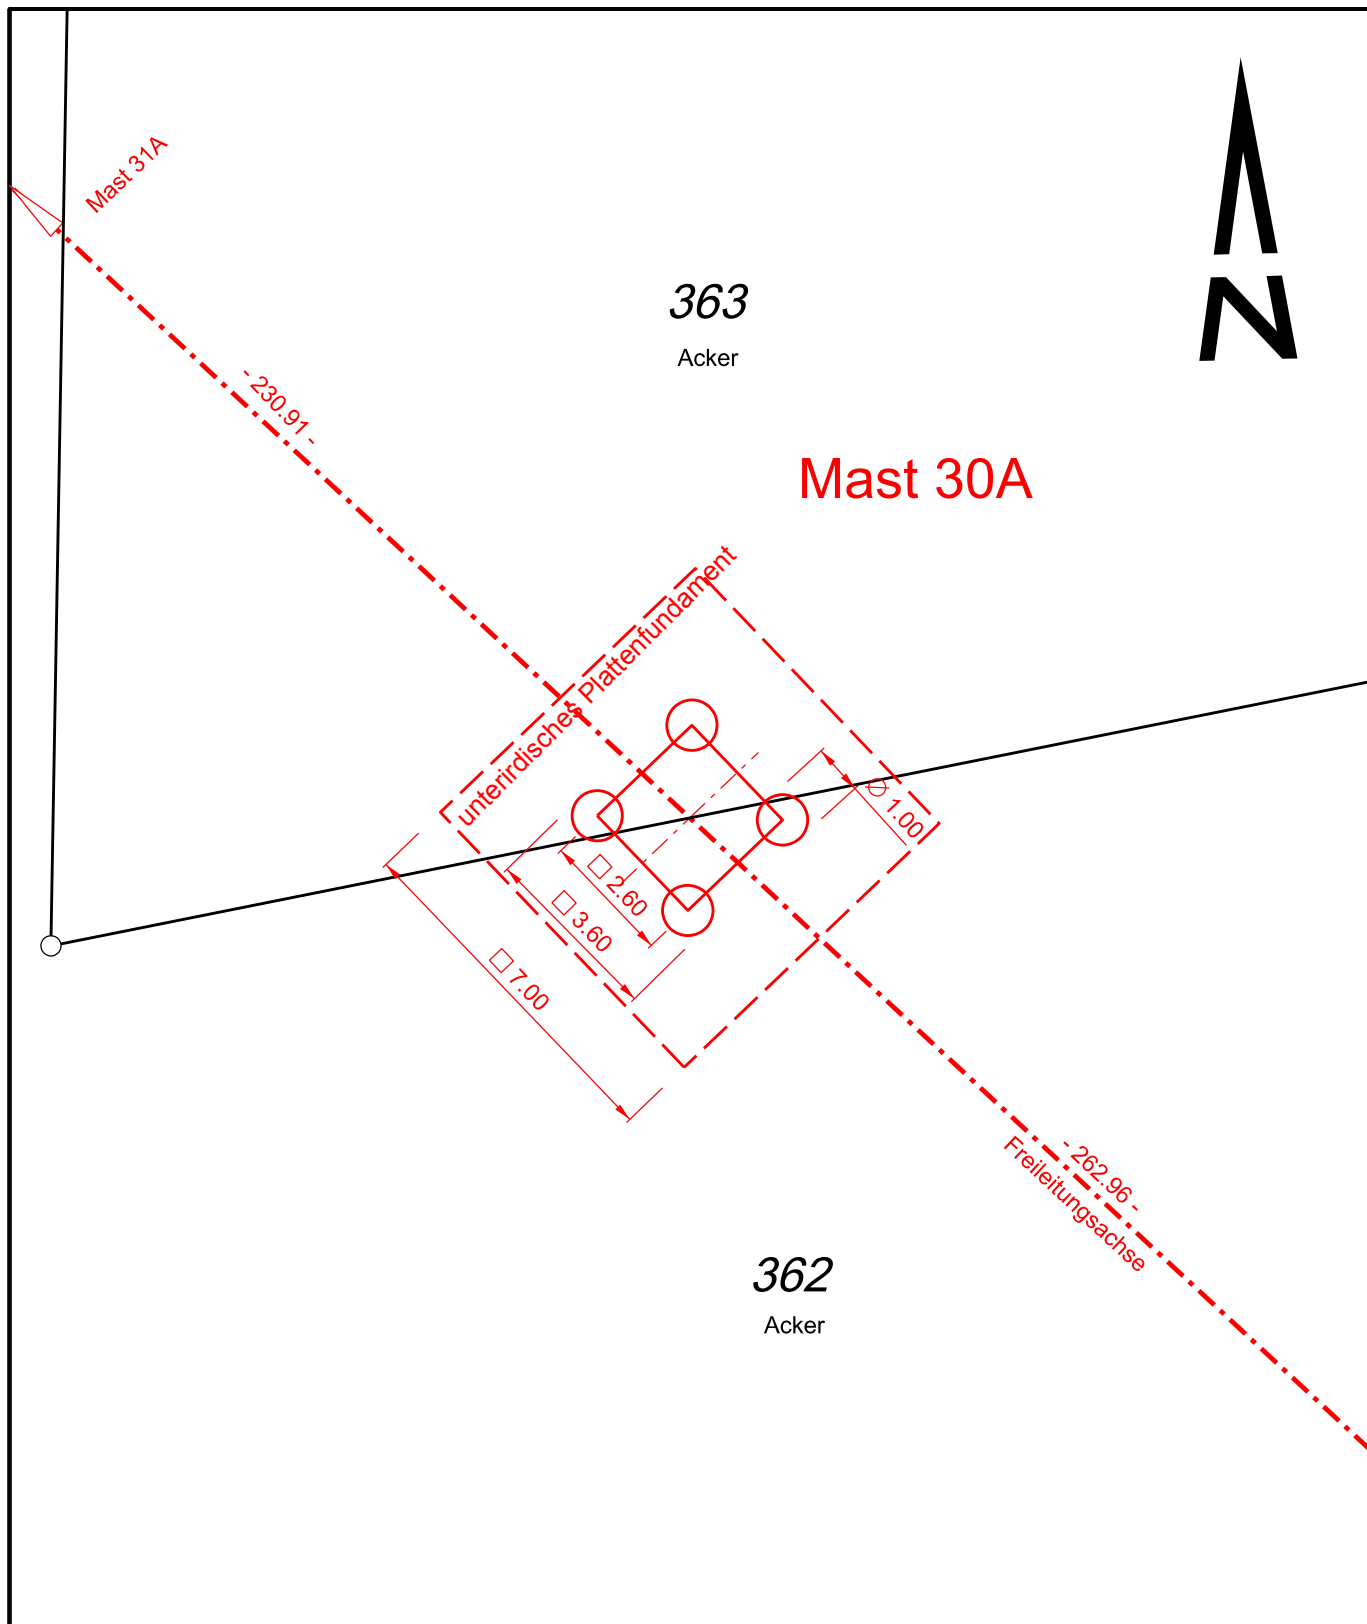 Mast 31A
N
363
Acker
- 230.91 -
Mast 30A
unterirdisches Plattenfundament
∅ 1.00
□ 2.60
□ 3.60
□ 7.00
- 262.96 -
Freileitungsachse
362
Acker